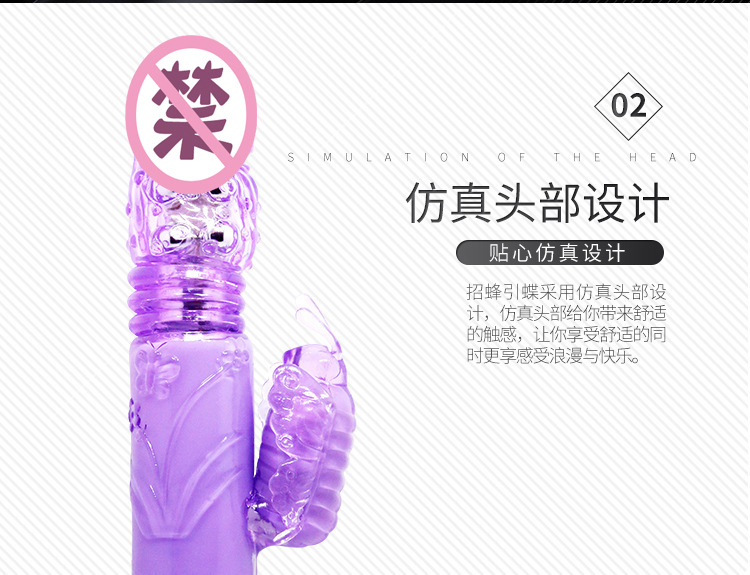 禁
02
SIMULATION OF THE HEAD
仿真头部设计
贴心仿真设计
招蜂引蝶采用仿真头部设
计，仿真头部给你带来舒适
的触感，让你享受舒适的同
时更享感受浪漫与快乐。